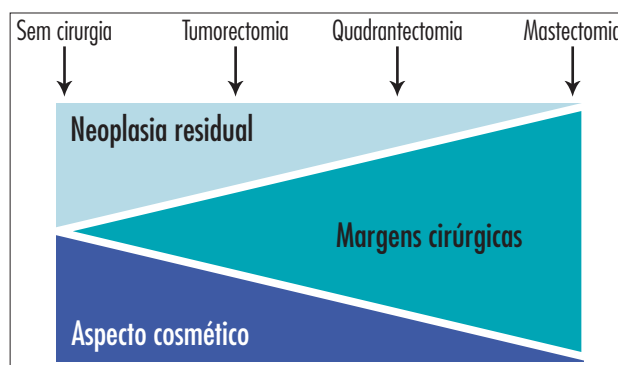 Sem cirurgia Tumorectomia Quadrantectomia Mastectomia
Neoplasia residual
Margens cirúrgicas
Aspecto cosmético